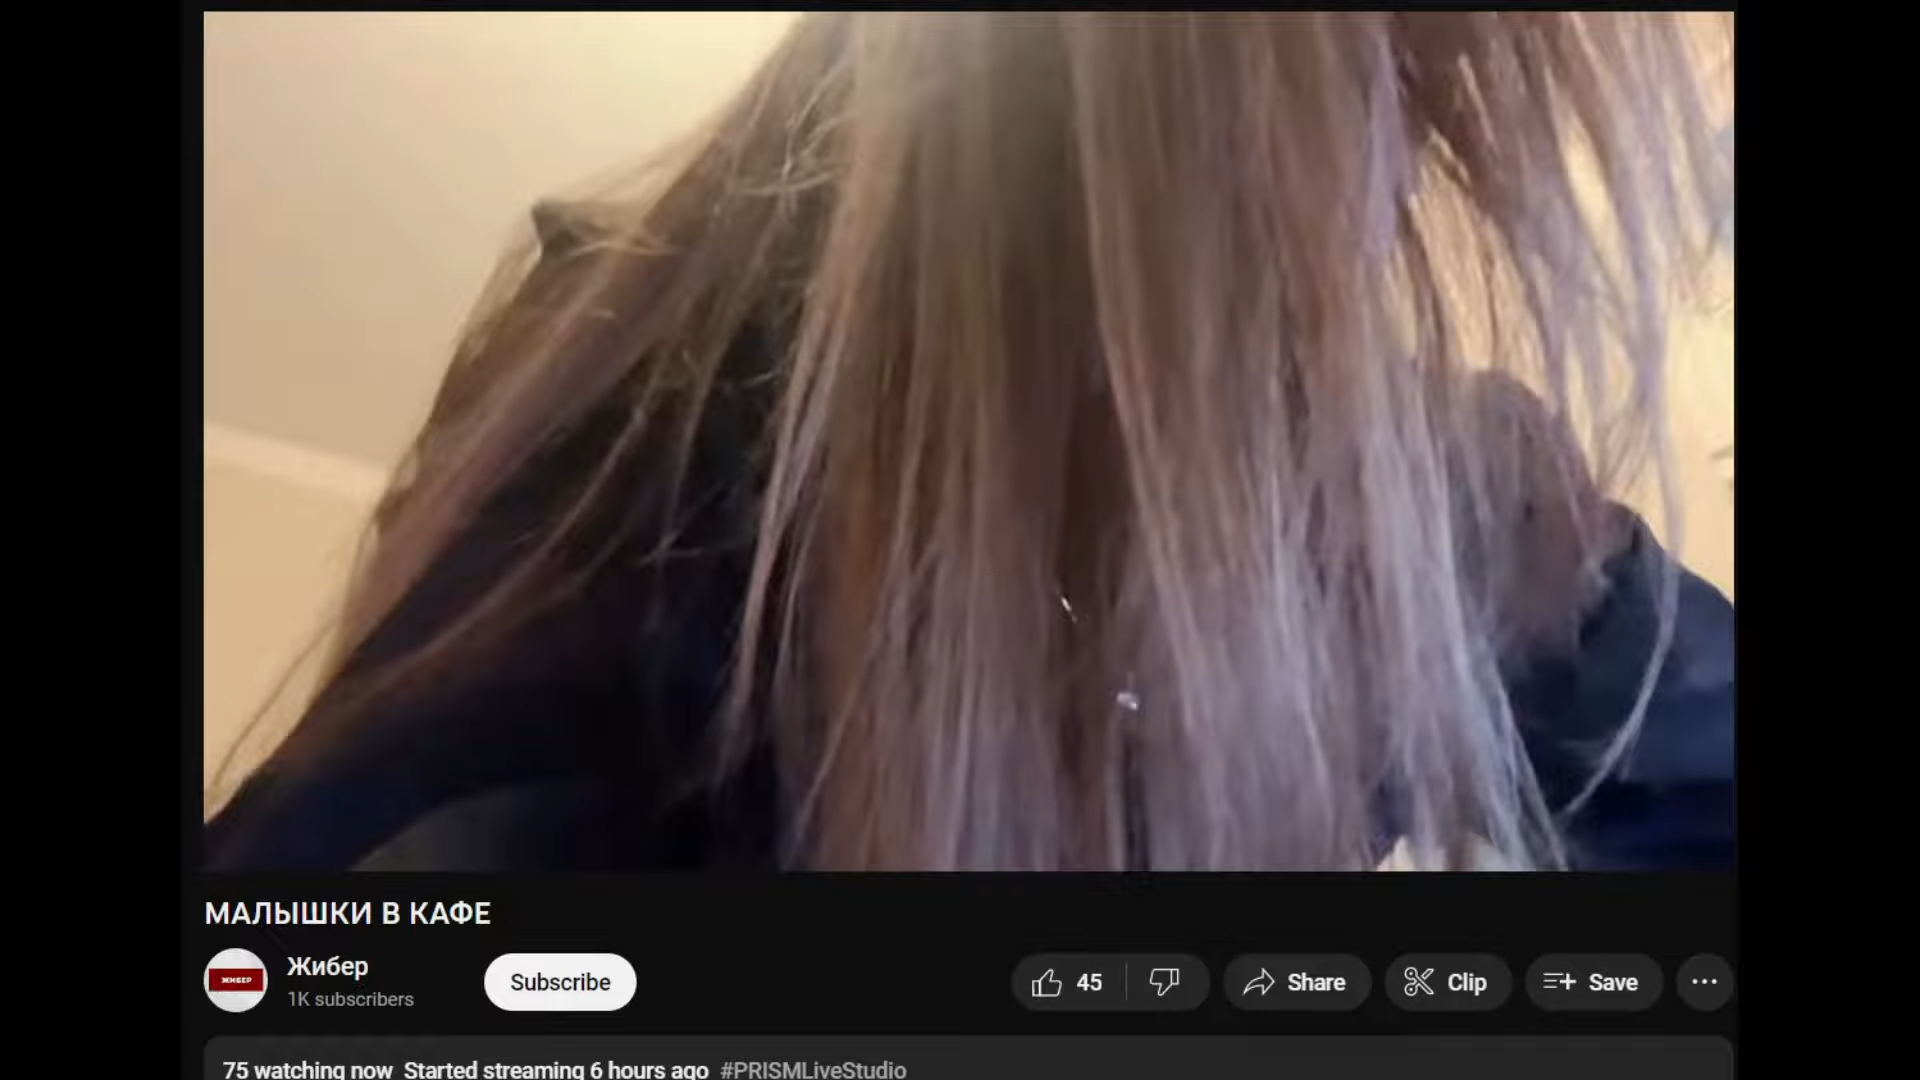 МАЛЫШКИ В КАФЕ
ЖИБЕР
Жибер
1K subscribers
Subscribe
45
Share
Clip
Save
75 watching now Started streaming 6 hours ago #PRISMLiveStudio